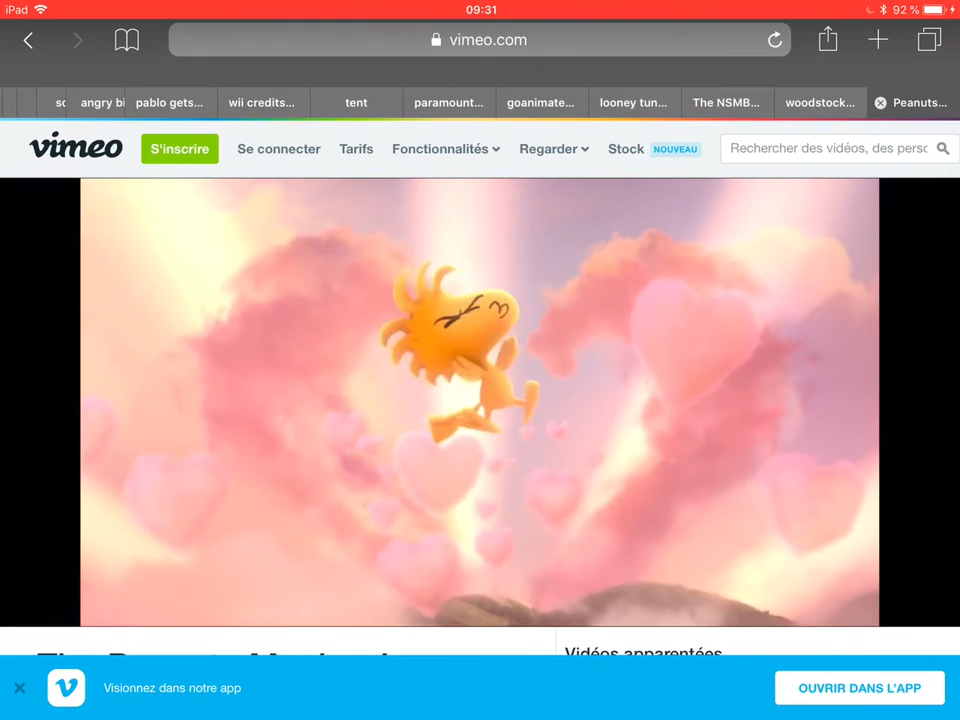 iPad 09:31 92 %
vimeo.com
sc angry bi pablo gets... wii credits... tent paramount... goanimate... looney tun... The NSMB... woodstock... Peanuts...
vimeo S'inscrire Se connecter Tarifs Fonctionnalités Regarder Stock NOUVEAU Rechercher des vidéos, des perso
Vidéos apparentées
Visionnez dans notre app OUVRIR DANS L'APP